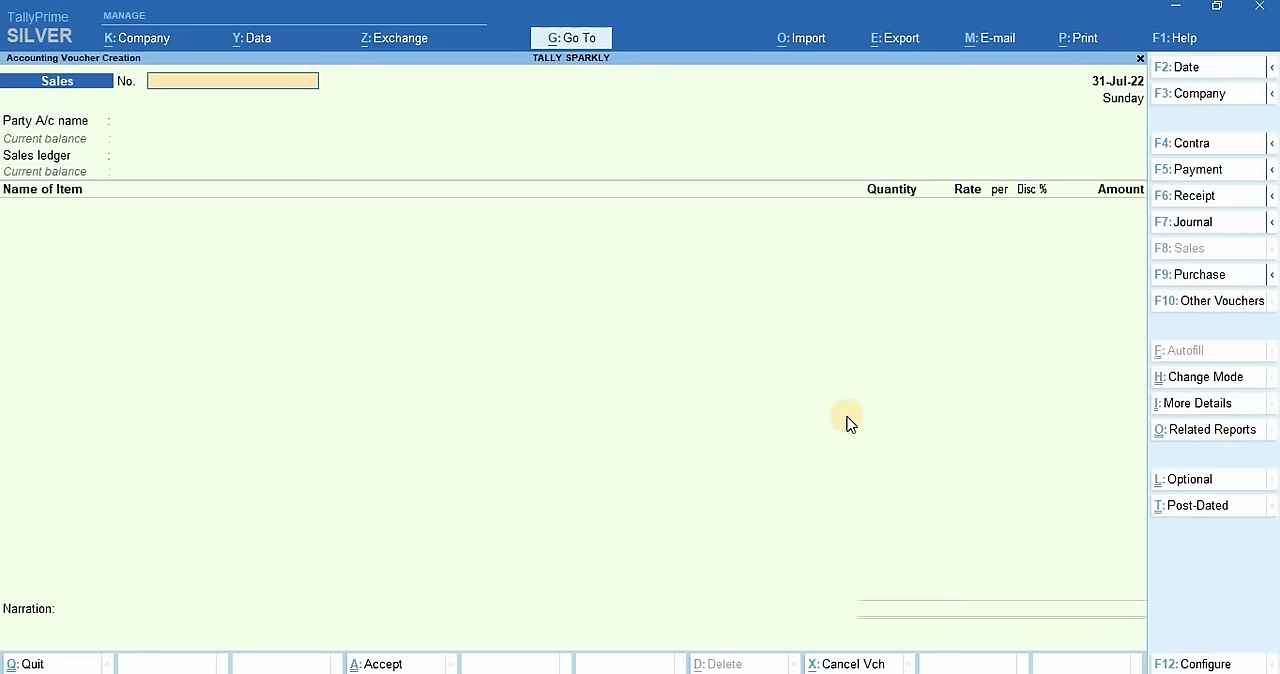 TallyPrime
MANAGE
SILVER
K: Company
Y: Data
Z: Exchange
G: Go To
O: Import
E: Export
M: E-mail
P: Print
F1: Help
Accounting Voucher Creation
TALLY SPARKLY
Sales No.
31-Jul-22
Sunday
Party A/c name :
Current balance :
Sales ledger :
Current balance :
Name of Item Quantity Rate per Disc % Amount
Narration:
F2: Date
F3: Company
F4: Contra
F5: Payment
F6: Receipt
F7: Journal
F8: Sales
F9: Purchase
F10: Other Vouchers
F: Autofill
H: Change Mode
I: More Details
O: Related Reports
L: Optional
T: Post-Dated
Q: Quit
A: Accept
D: Delete
X: Cancel Vch
F12: Configure